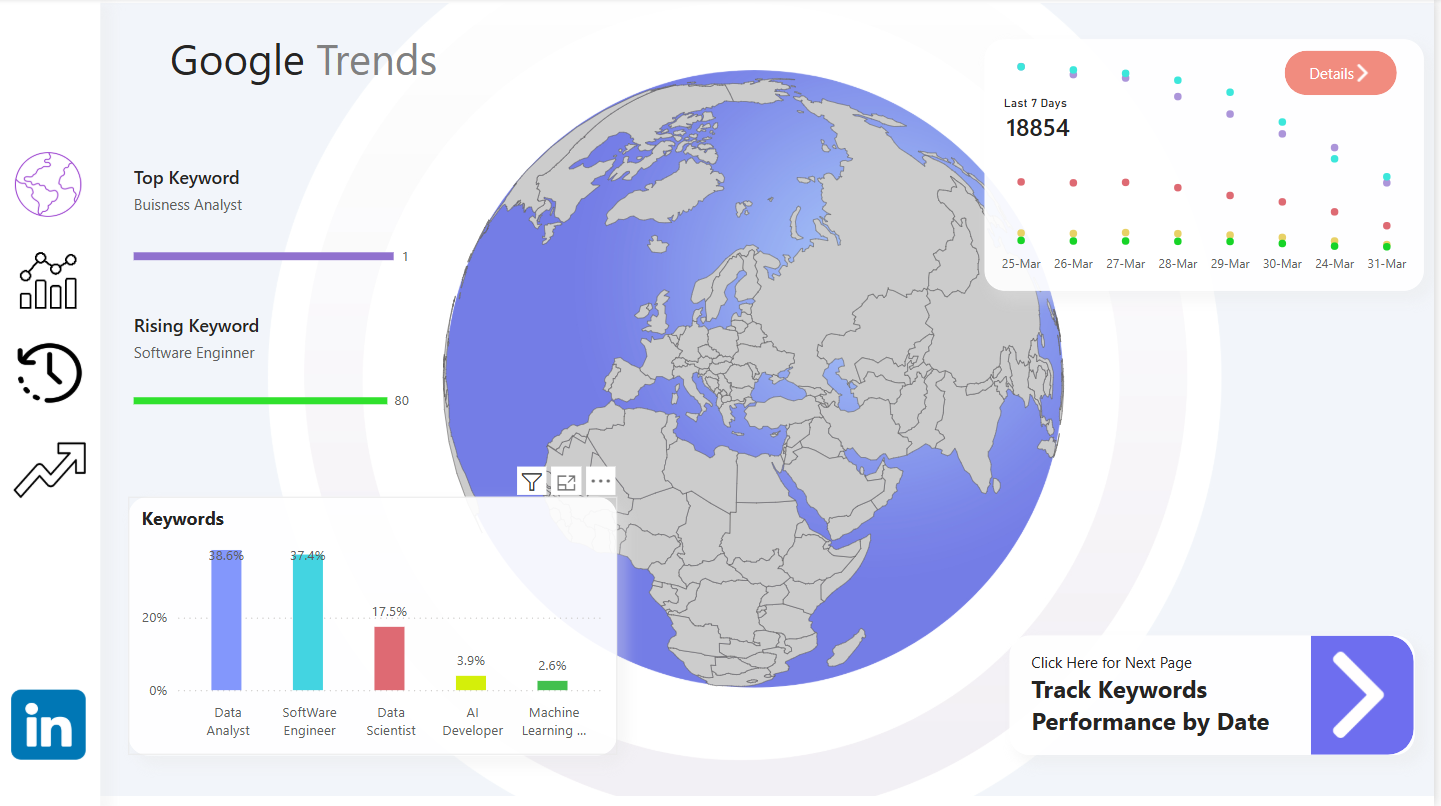 Google Trends
Top Keyword
Buisness Analyst
1
Rising Keyword
Software Enginner
80
Details
Last 7 Days
18854
25-Mar 26-Mar 27-Mar 28-Mar 29-Mar 30-Mar 24-Mar 31-Mar
Keywords
38.6% 37.4%
17.5%
3.9%
2.6%
20%
0%
Data SoftWare Data AI Machine
Analyst Engineer Scientist Developer Learning ...
Click Here for Next Page
Track Keywords
Performance by Date
in